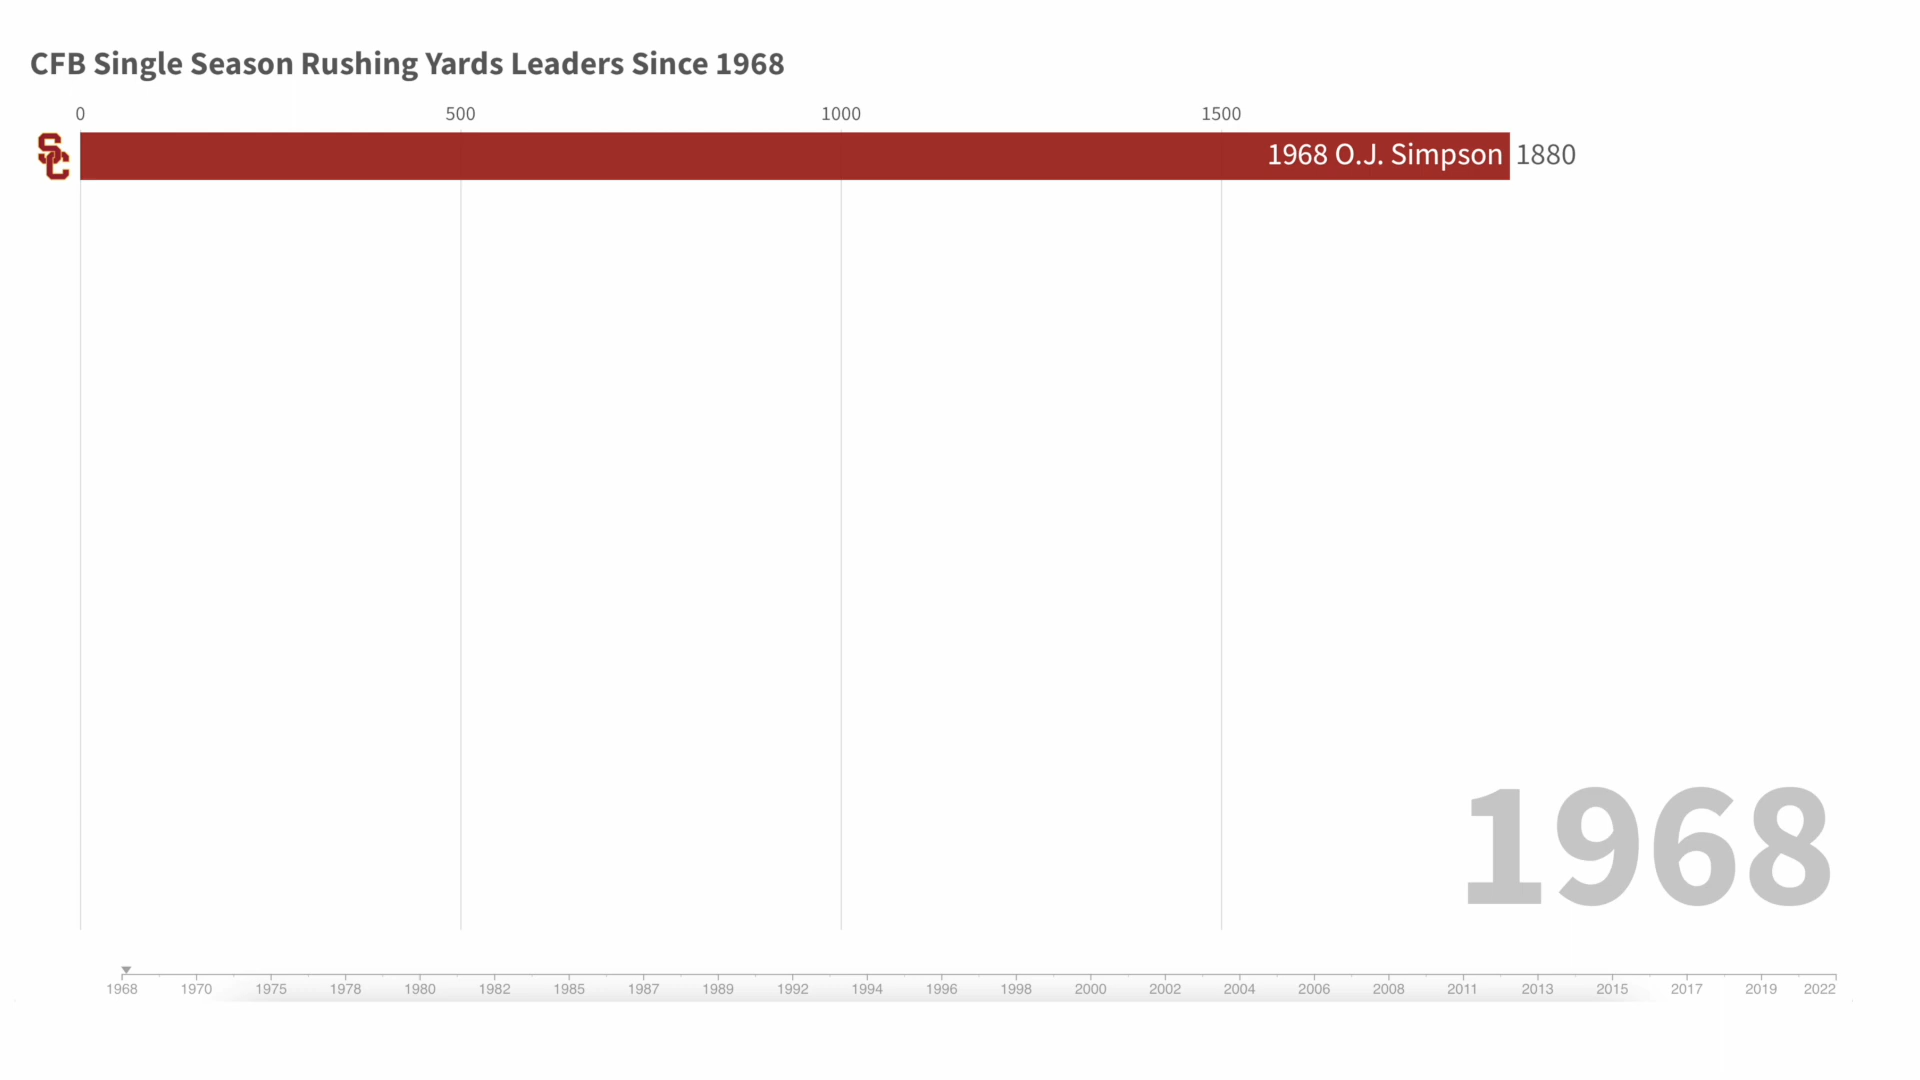 CFB Single Season Rushing Yards Leaders Since 1968
0 500 1000 1500
SC 1968 O.J. Simpson 1880
1968
1968 1970 1975 1978 1980 1982 1985 1987 1989 1992 1994 1996 1998 2000 2002 2004 2006 2008 2011 2013 2015 2017 2019 2022